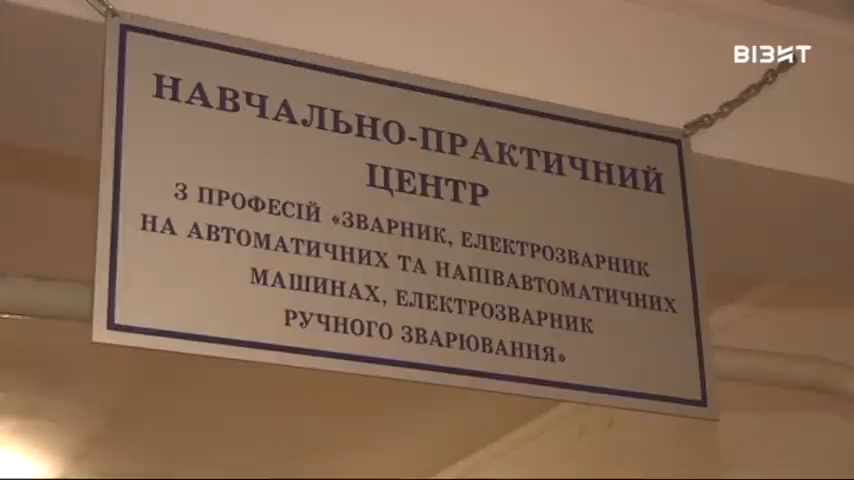 ВІЗИТ
НАВЧАЛЬНО-ПРАКТИЧНИЙ
ЦЕНТР
З ПРОФЕСІЙ «ЗВАРНИК, ЕЛЕКТРОЗВАРНИК
НА АВТОМАТИЧНИХ ТА НАПІВАВТОМАТИЧНИХ
МАШИНАХ, ЕЛЕКТРОЗВАРНИК
РУЧНОГО ЗВАРЮВАННЯ»